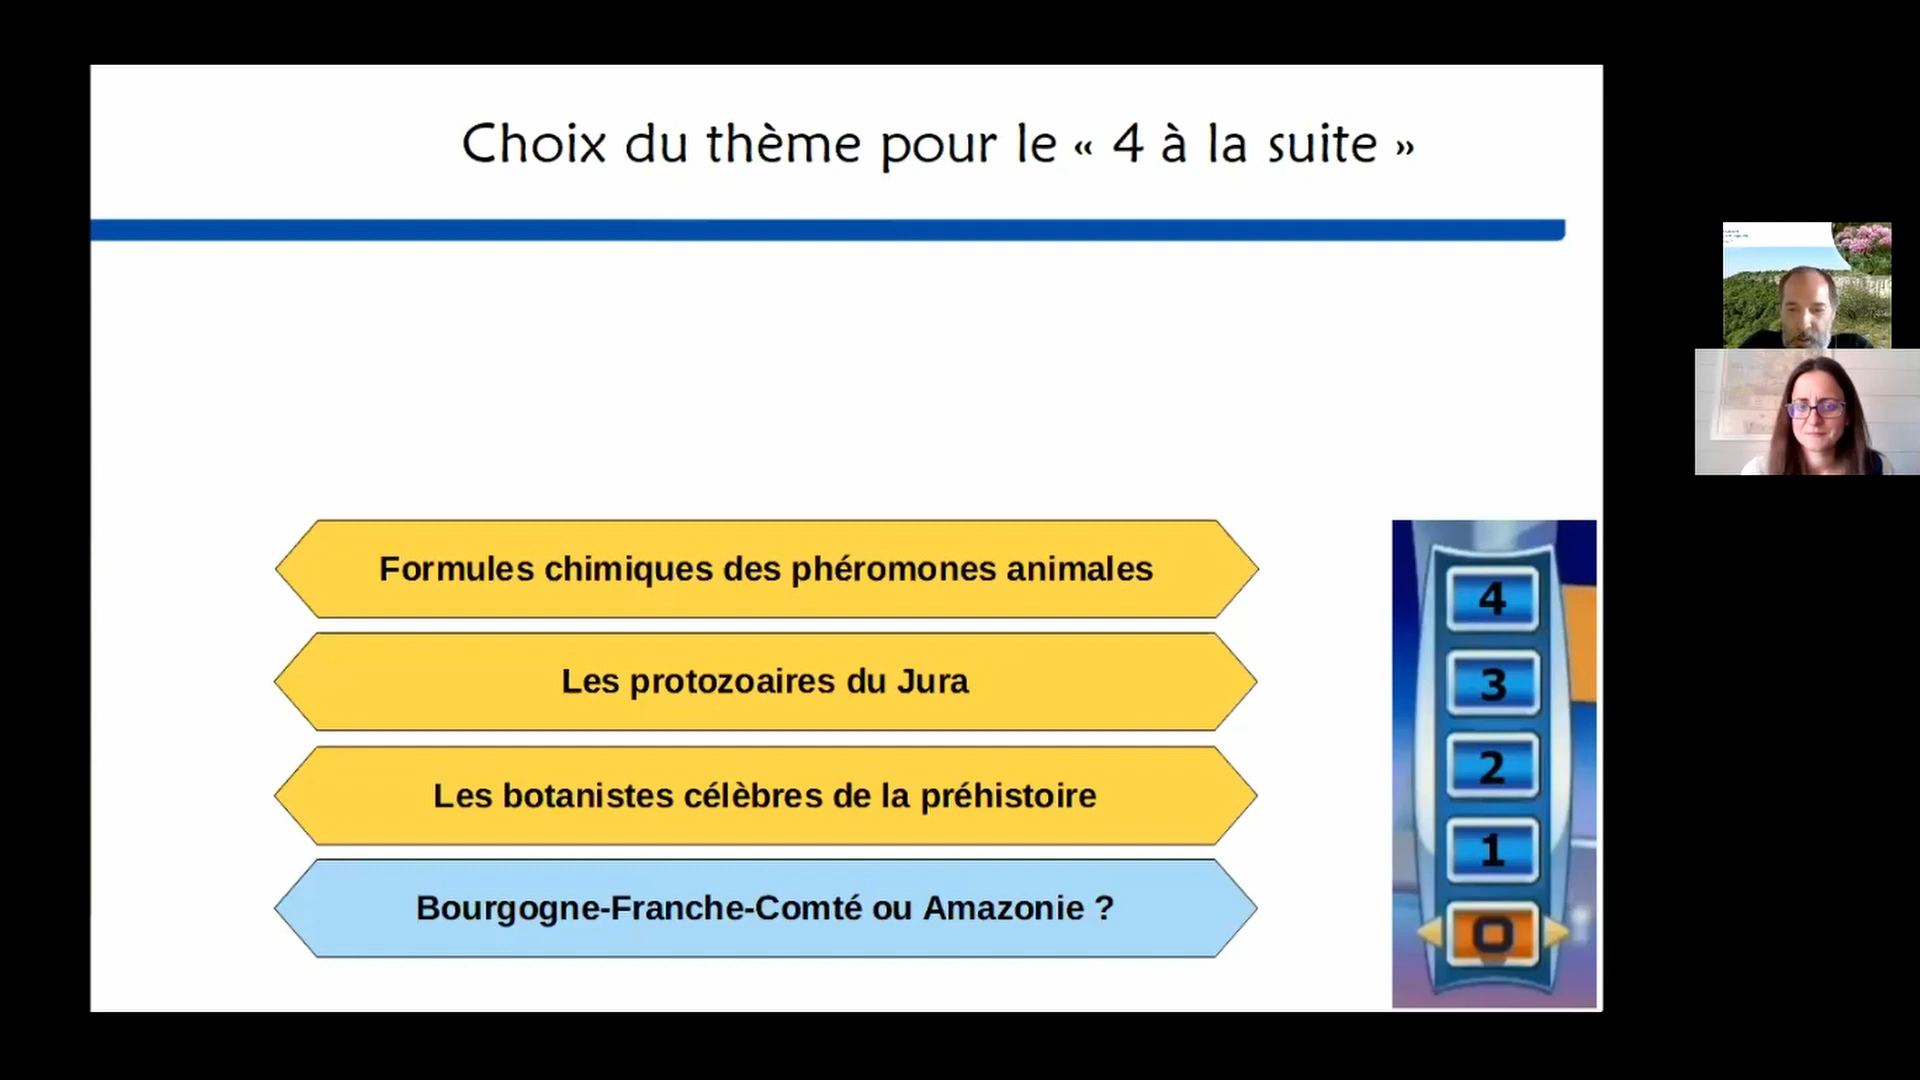 Choix du thème pour le « 4 à la suite »
Formules chimiques des phéromones animales
Les protozoaires du Jura
Les botanistes célèbres de la préhistoire
Bourgogne-Franche-Comté ou Amazonie ?
4
3
2
1
0